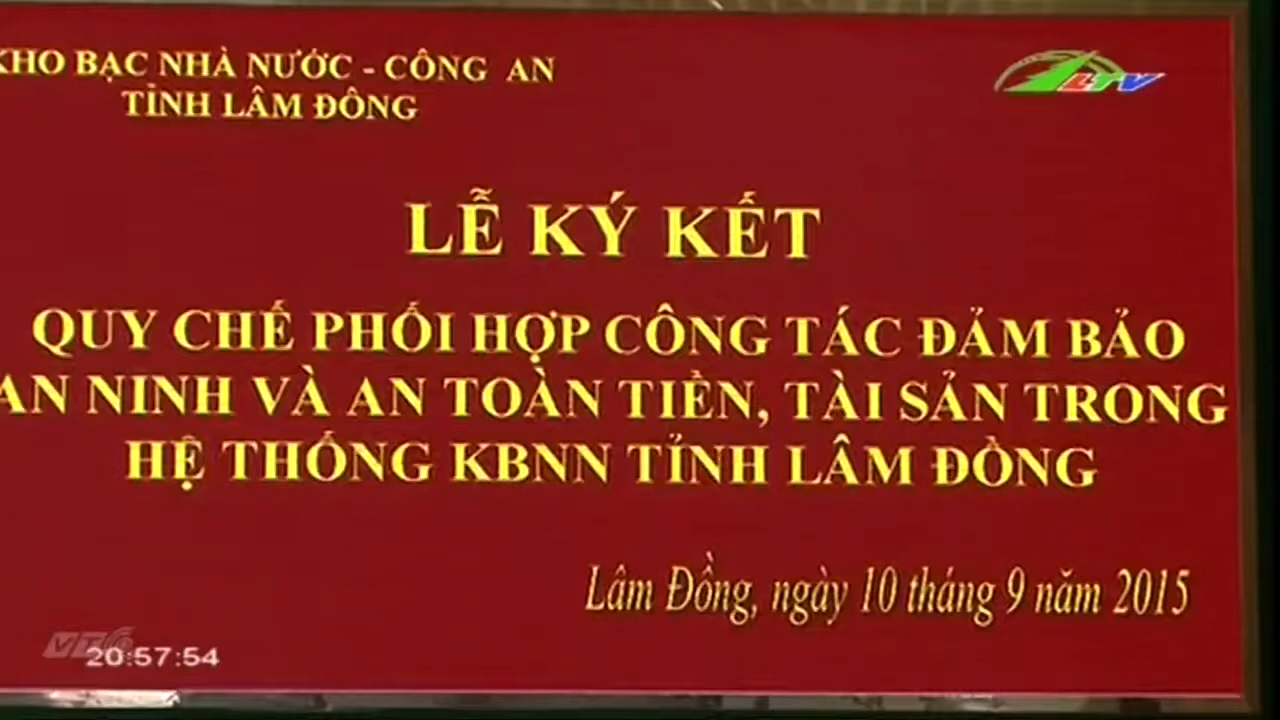 KHO BẠC NHÀ NƯỚC - CÔNG AN
TỈNH LÂM ĐỒNG
LTV
LỄ KÝ KẾT
QUY CHẾ PHỐI HỢP CÔNG TÁC ĐẢM BẢO
AN NINH VÀ AN TOÀN TIỀN, TÀI SẢN TRONG
HỆ THỐNG KBNN TỈNH LÂM ĐỒNG
Lâm Đồng, ngày 10 tháng 9 năm 2015
20:57:54